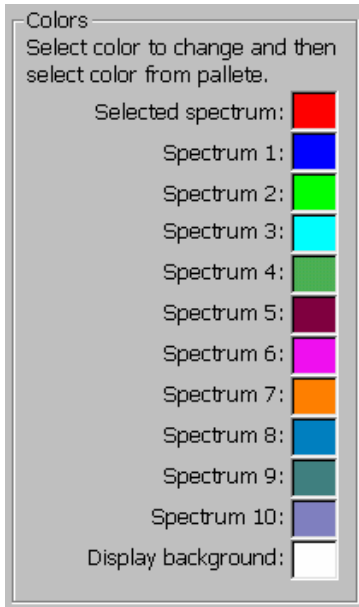 Colors
Select color to change and then
select color from pallete.
Selected spectrum:
Spectrum 1:
Spectrum 2:
Spectrum 3:
Spectrum 4:
Spectrum 5:
Spectrum 6:
Spectrum 7:
Spectrum 8:
Spectrum 9:
Spectrum 10:
Display background: